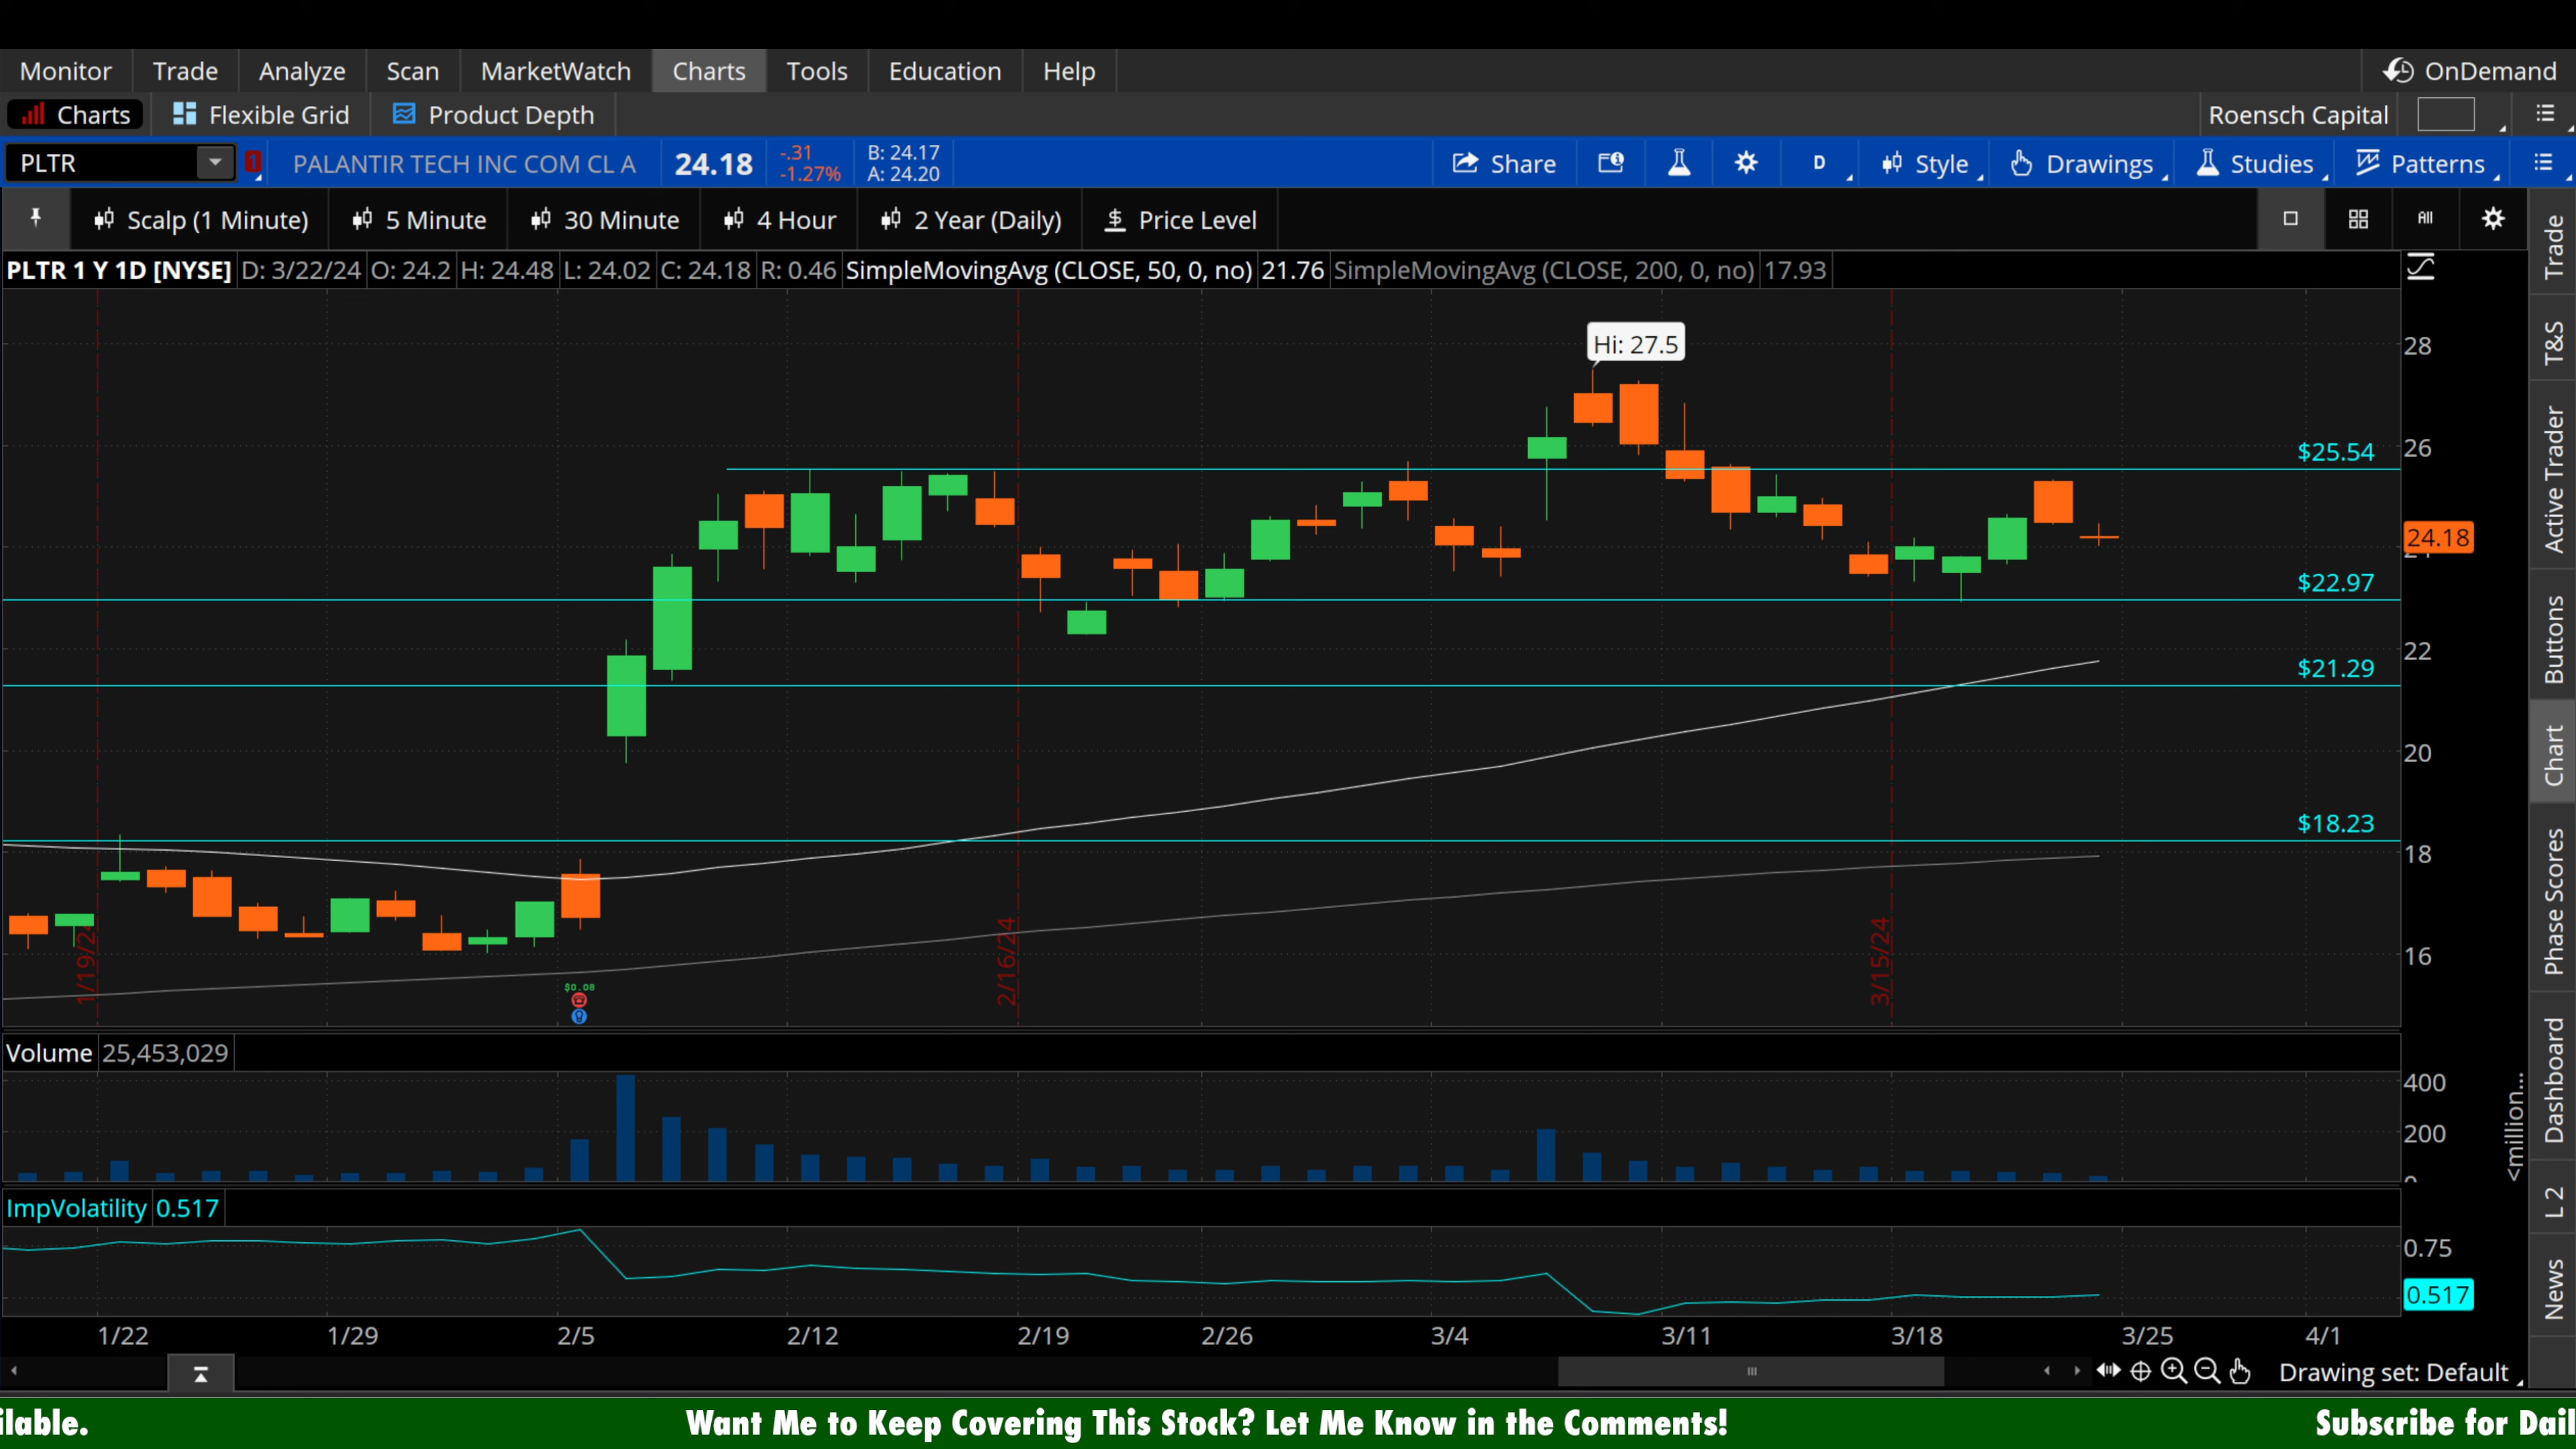 Monitor Trade Analyze Scan MarketWatch Charts Tools Education Help OnDemand
Charts Flexible Grid Product Depth Roensch Capital
PLTR 1 PALANTIR TECH INC COM CL A 24.18 -.31 B: 24.17 Share D Style Drawings Studies Patterns
-1.27% A: 24.20
Scalp (1 Minute) 5 Minute 30 Minute 4 Hour 2 Year (Daily) $ Price Level All
PLTR 1 Y 1D [NYSE] D: 3/22/24 O: 24.2 H: 24.48 L: 24.02 C: 24.18 R: 0.46 SimpleMovingAvg (CLOSE, 50, 0, no) 21.76 SimpleMovingAvg (CLOSE, 200, 0, no) 17.93
Hi: 27.5
28
$25.54
26
24.18
$22.97
22
$21.29
20
$18.23
18
16
1/19/24
2/16/24
3/15/24
$0.08
Volume 25,453,029
400
200
0
<million...
ImpVolatility 0.517
0.75
0.517
1/22 1/29 2/5 2/12 2/19 2/26 3/4 3/11 3/18 3/25 4/1
Drawing set: Default
Trade
T&S
Active Trader
Buttons
Chart
Phase Scores
Dashboard
L2
News
ilable. Want Me to Keep Covering This Stock? Let Me Know in the Comments! Subscribe for Dail